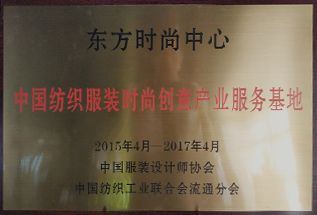 东方时尚中心
中国纺织服装时尚创意产业服务基地
2015年4月—2017年4月
中国服装设计师协会
中国纺织工业联合会流通分会